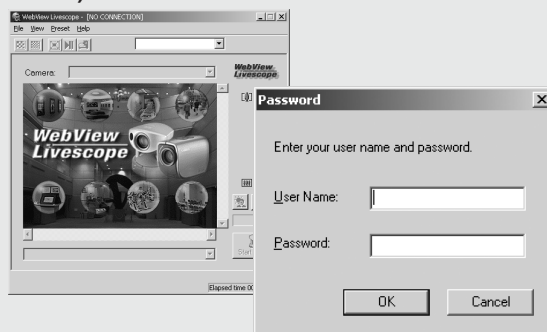 WebView Livescope - [NO CONNECTION]
File View Preset Help
Camera:
WebView
Livescope
WebView
Livescope
Elapsed time 00
Password
Enter your user name and password.
User Name:
Password:
OK Cancel